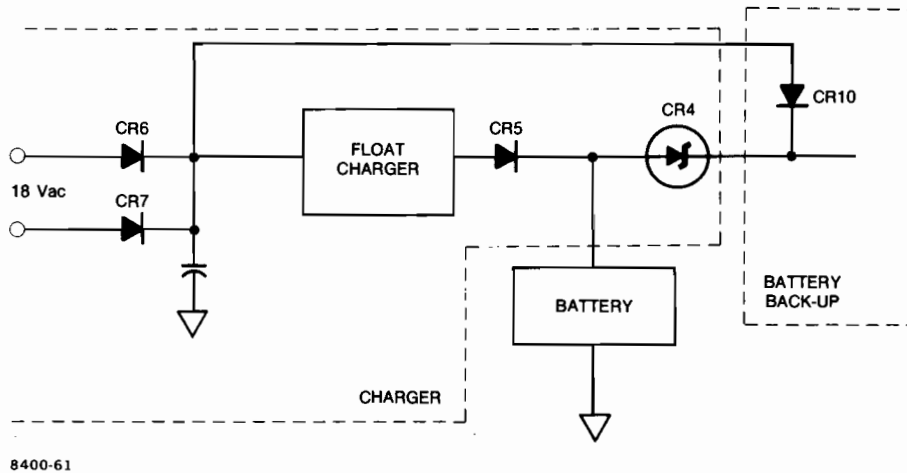 CR6
18 Vac
CR7
FLOAT
CHARGER
CR5
CR4
CR10
BATTERY
BATTERY
BACK-UP
CHARGER
8400-61